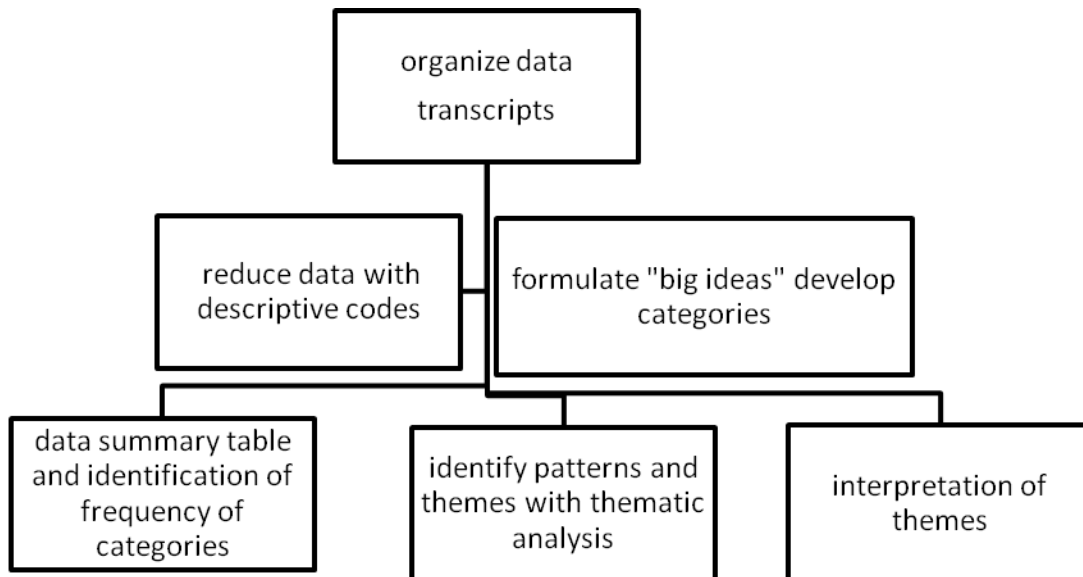 organize data
transcripts
reduce data with
descriptive codes
formulate "big ideas" develop
categories
data summary table
and identification of
frequency of
categories
identify patterns and
themes with thematic
analysis
interpretation of
themes